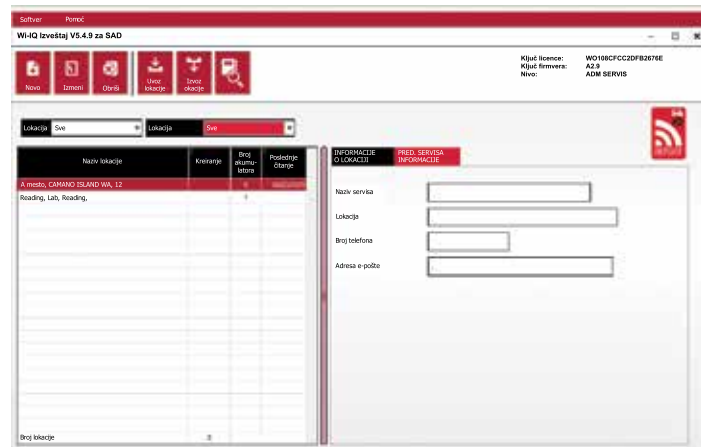 Softver Pomoć
Wi-IQ Izveštaj V5.4.9 za SAD
Ključ licence: WO108CFCC2DFB2676E
Ključ firmvera: A2.9
Nivo: ADM SERVIS
Novo Izmeni Obriši Uvoz lokacije Izvoz okacije
Lokacija Sve Lokacija Sve
Naziv lokacije Kreiranje Broj akumu-latora Poslednje čitanje
A mesto, CAMANO ISLAND WA, 12
Reading, Lab, Reading,
Broj lokacije
INFORMACIJE O LOKACIJI PRED. SERVISA INFORMACIJE
Naziv servisa
Lokacija
Broj telefona
Adresa e-pošte